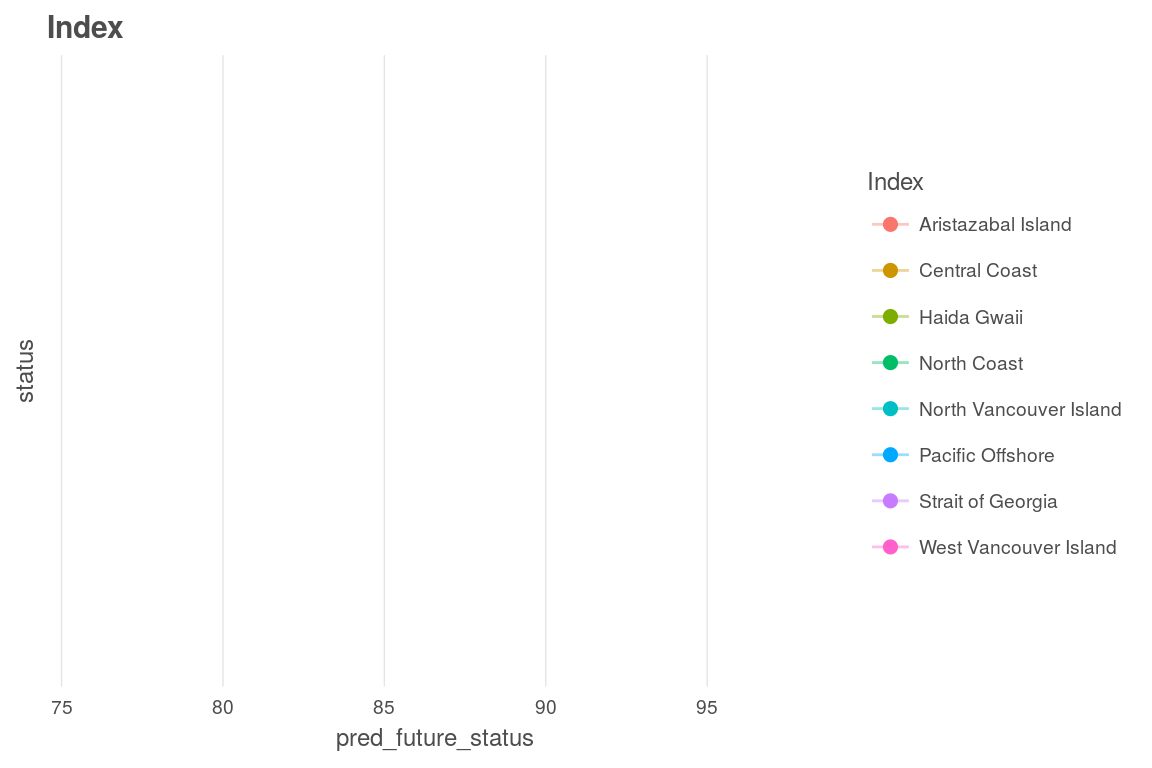 Index
status
75 80 85 90 95
pred_future_status
Index
Aristazabal Island
Central Coast
Haida Gwaii
North Coast
North Vancouver Island
Pacific Offshore
Strait of Georgia
West Vancouver Island